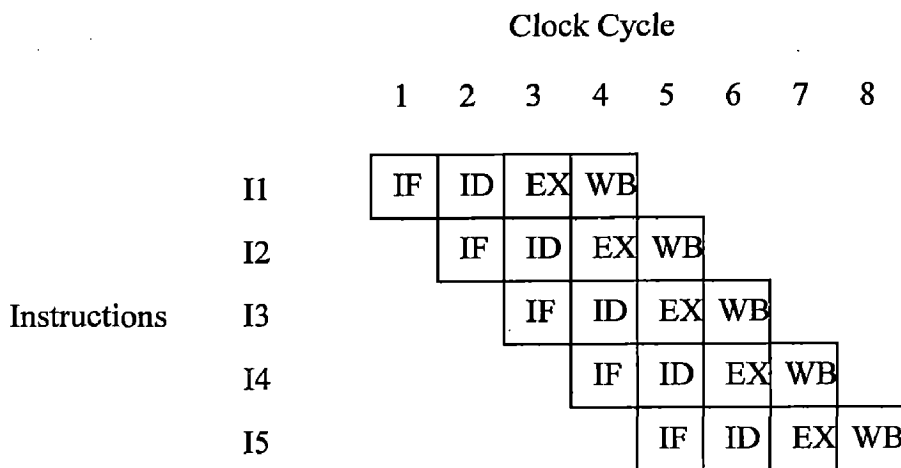 Clock Cycle
1 2 3 4 5 6 7 8
I1 IF ID EX WB
I2 IF ID EX WB
Instructions I3 IF ID EX WB
I4 IF ID EX WB
I5 IF ID EX WB